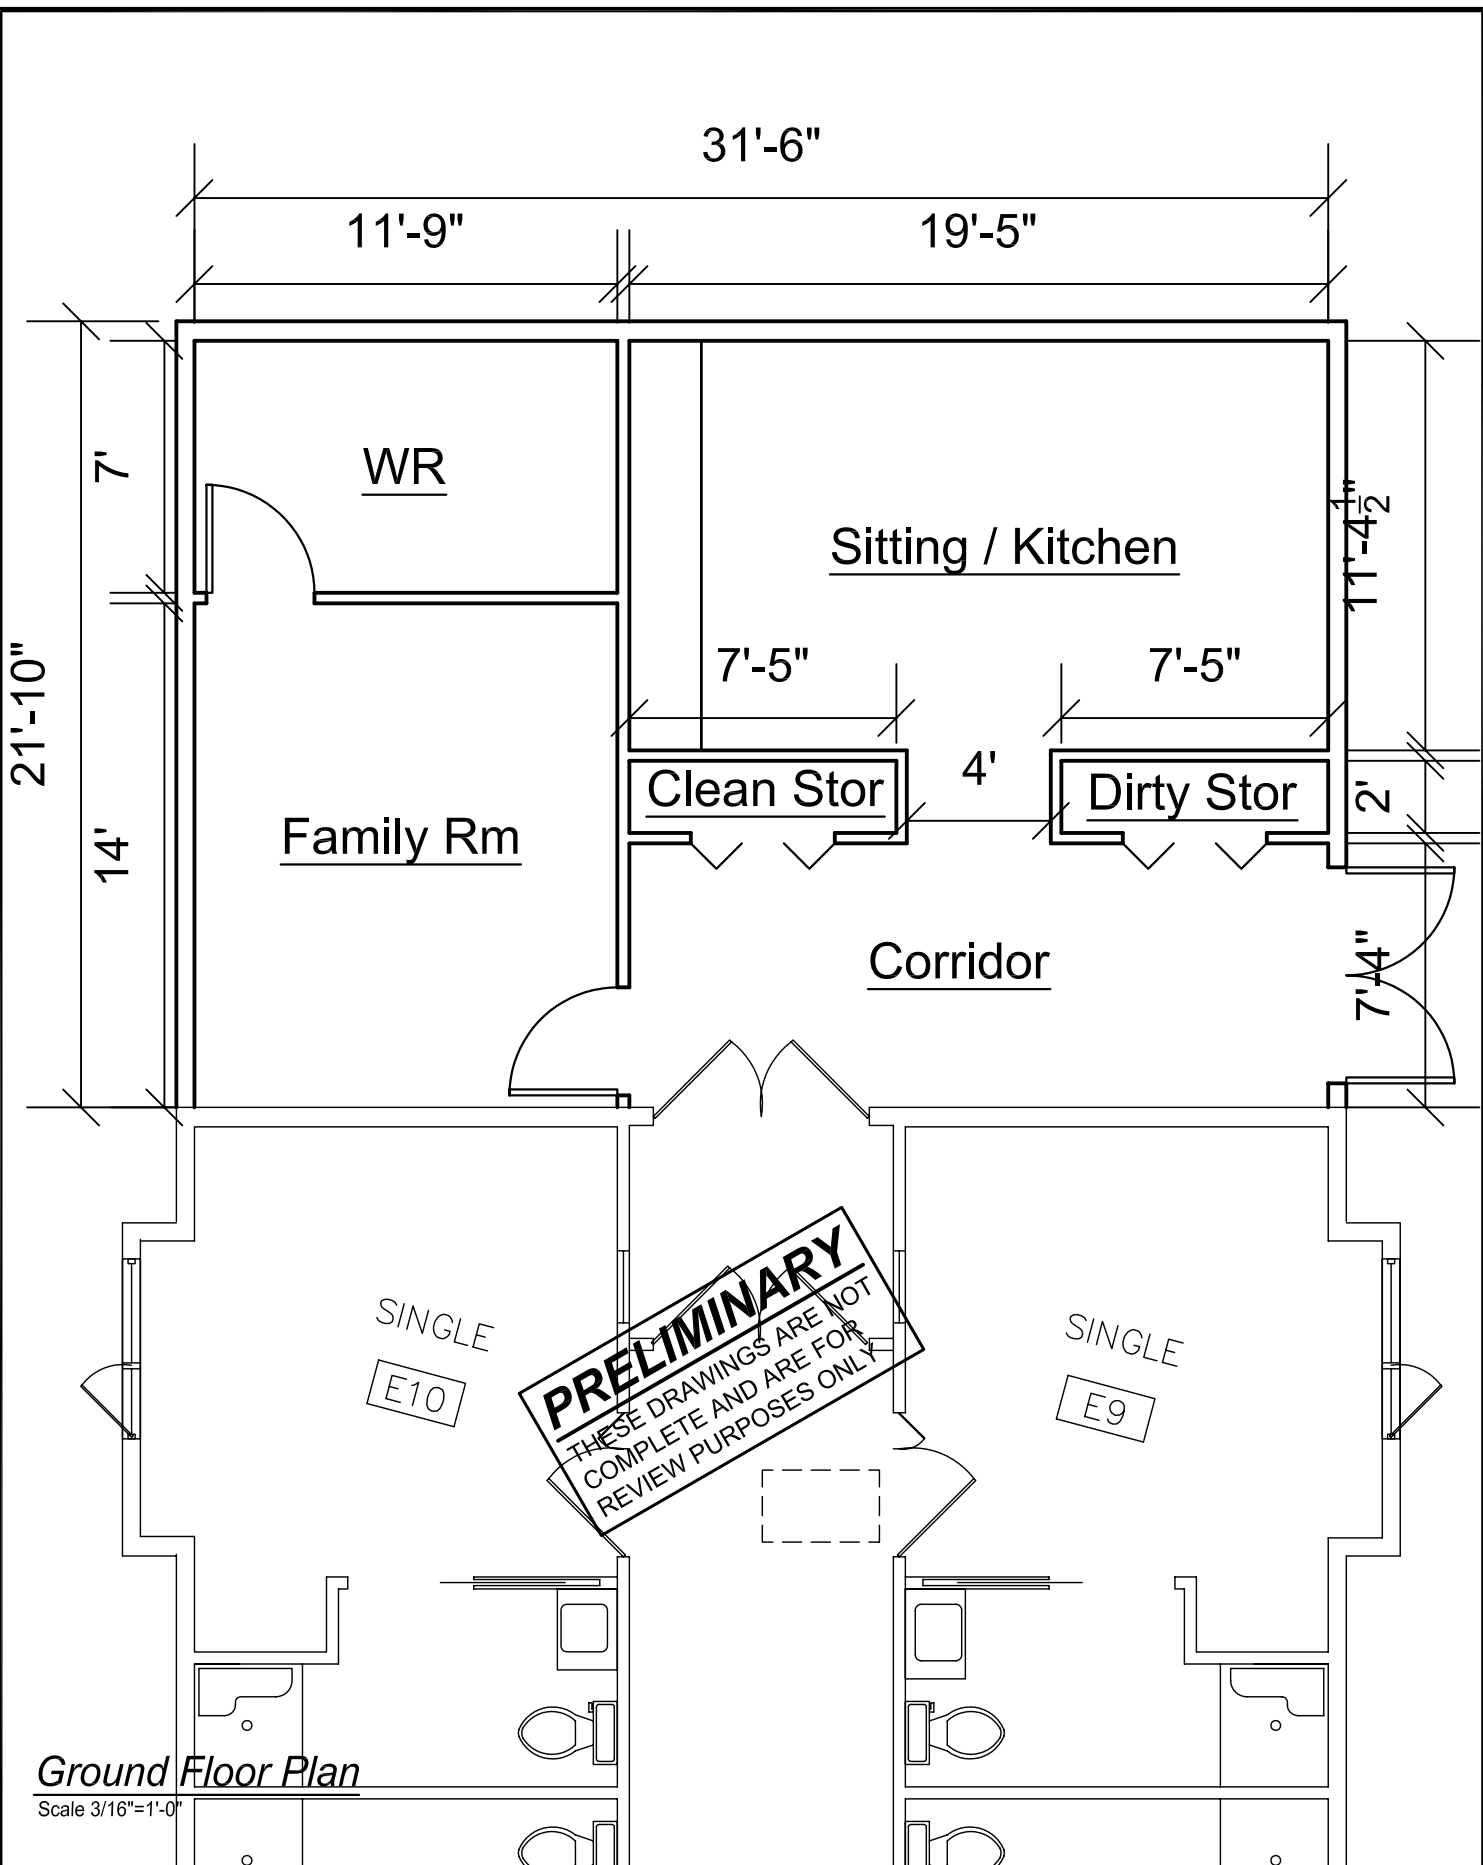 31'-6"
11'-9"
19'-5"
7'
WR
11'-4 1/2"
Sitting / Kitchen
21'-10"
7'-5"
7'-5"
4'
Clean Stor
Dirty Stor
2'
14'
Family Rm
Corridor
7'-4"
PRELIMINARY
THESE DRAWINGS ARE NOT
COMPLETE AND ARE FOR
REVIEW PURPOSES ONLY
SINGLE
E10
SINGLE
E9
Ground Floor Plan
Scale 3/16"=1'-0"